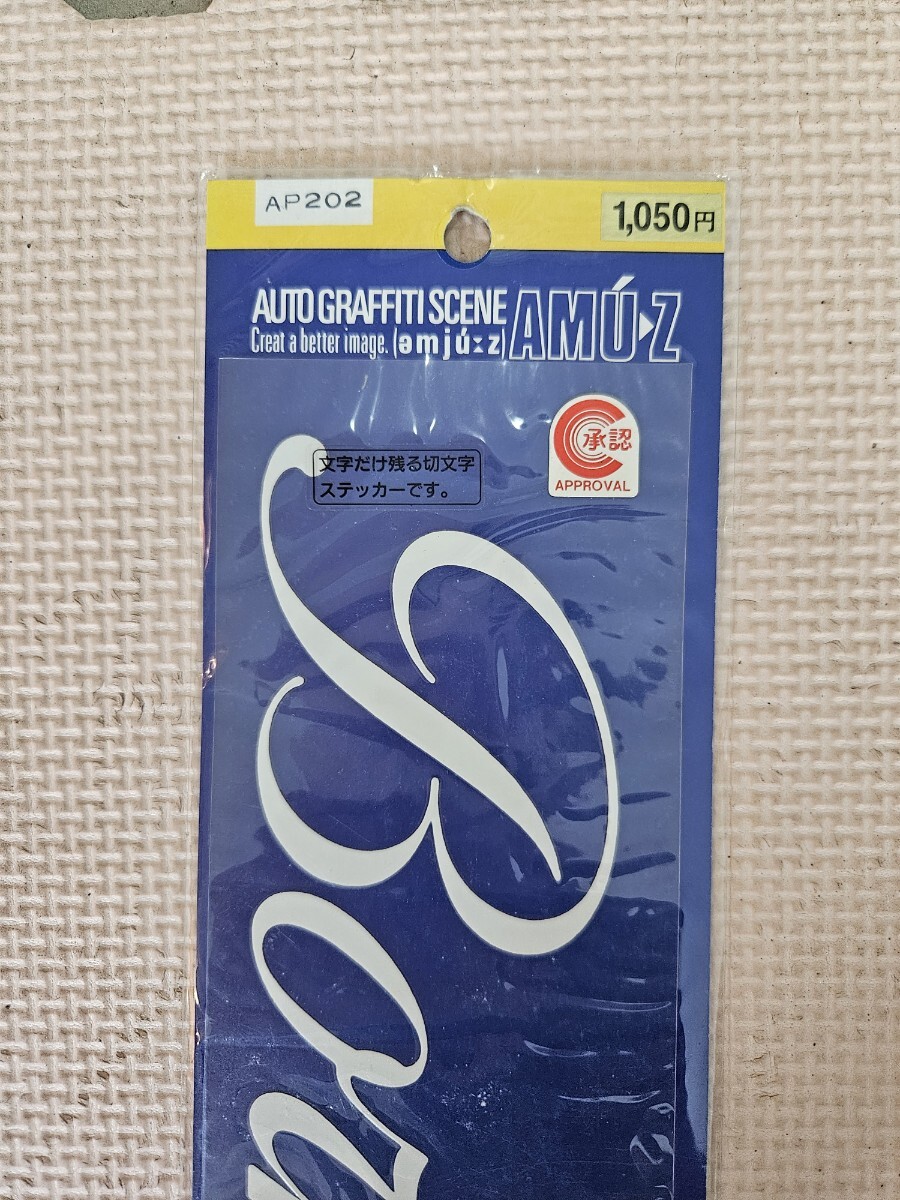 AP202
1,050円
AUTO GRAFFITI SCENE
Creat a better image. [əmjú:z] AMÚ▶Z
文字だけ残る切文字
ステッカーです。
承認
APPROVAL
Bo